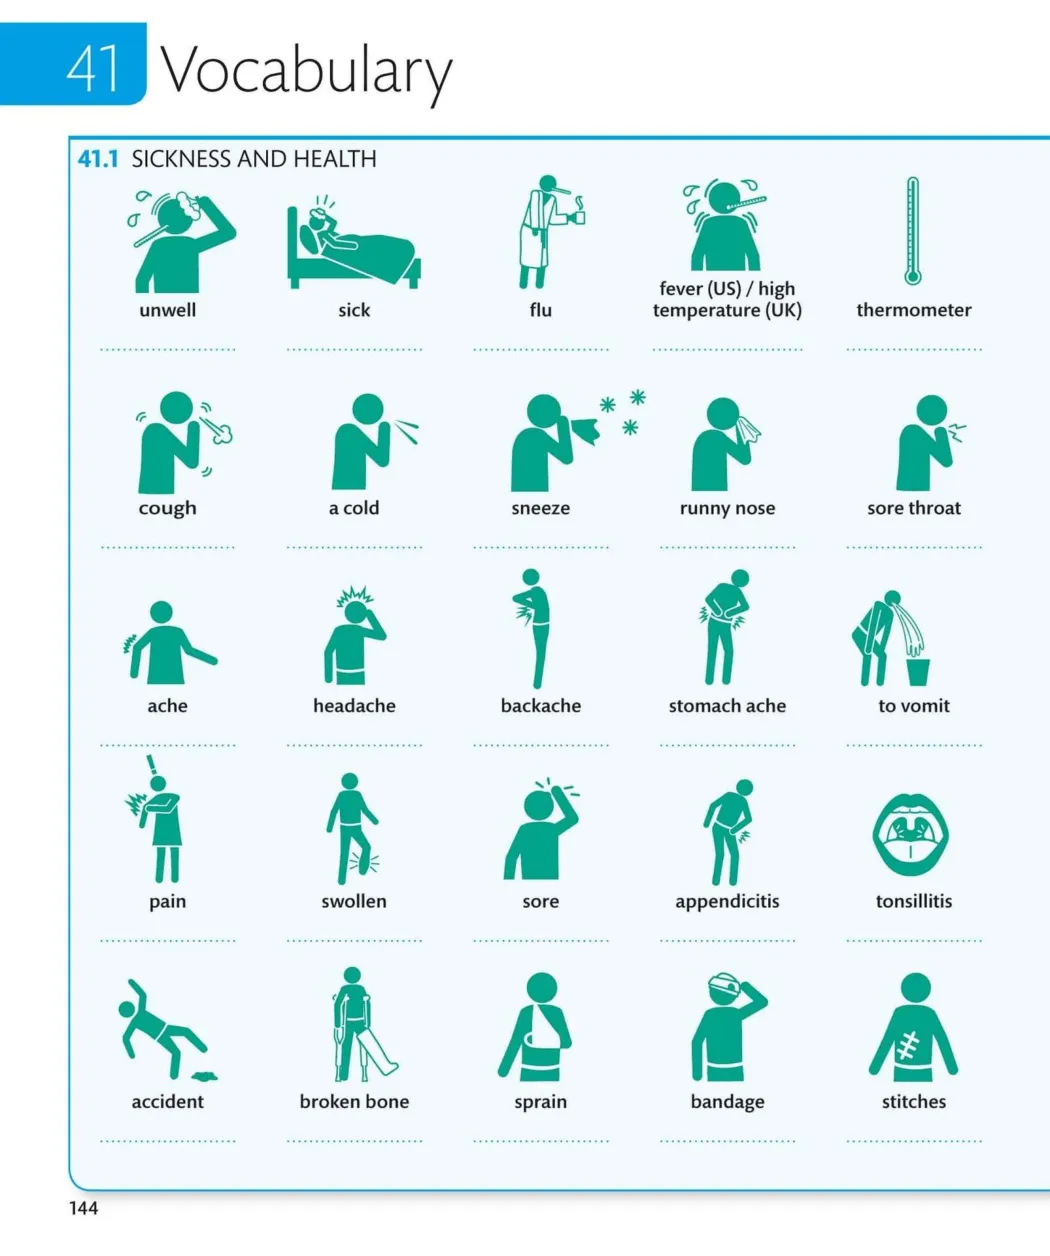 41 Vocabulary
41.1 SICKNESS AND HEALTH
unwell
sick
flu
fever (US) / high
temperature (UK)
thermometer
cough
a cold
sneeze
runny nose
sore throat
ache
headache
backache
stomach ache
to vomit
pain
swollen
sore
appendicitis
tonsillitis
accident
broken bone
sprain
bandage
stitches
144